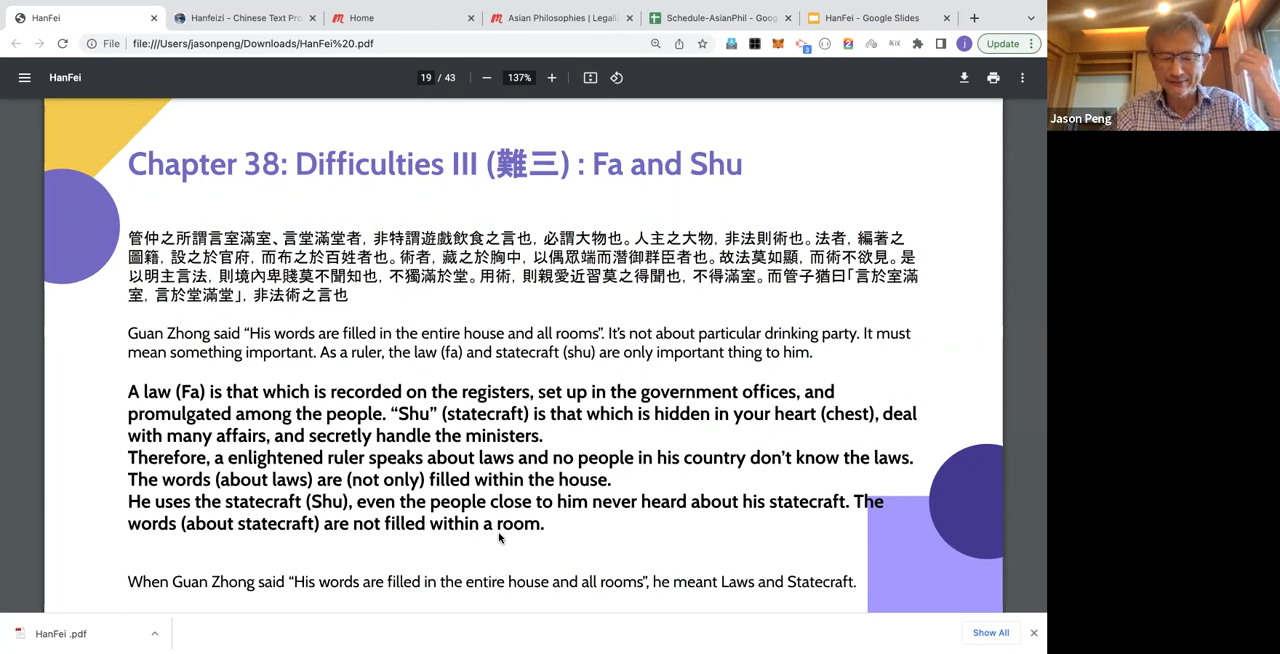 HanFei
Hanfeizi - Chinese Text Pro
Home
Asian Philosophies | Legali
Schedule-AsianPhil - Goog
HanFei - Google Slides
File
file:///Users/jasonpeng/Downloads/HanFei%20.pdf
Update
HanFei
19 / 43
137%
Jason Peng
Chapter 38: Difficulties III (難三) : Fa and Shu
管仲之所謂言室滿室、言堂滿堂者，非特謂遊戲飲食之言也，必謂大物也。人主之大物，非法則術也。法者，編著之
圖籍，設之於官府，而布之於百姓者也。術者，藏之於胸中，以偶眾端而潛御群臣者也。故法莫如顯，而術不欲見。是
以明主言法，則境內卑賤莫不聞知也，不獨滿於堂。用術，則親愛近習莫之得聞也，不得滿室。而管子猶曰「言於室滿
室，言於堂滿堂」，非法術之言也
Guan Zhong said “His words are filled in the entire house and all rooms”. It’s not about particular drinking party. It must
mean something important. As a ruler, the law (fa) and statecraft (shu) are only important thing to him.
A law (Fa) is that which is recorded on the registers, set up in the government offices, and
promulgated among the people. “Shu” (statecraft) is that which is hidden in your heart (chest), deal
with many affairs, and secretly handle the ministers.
Therefore, a enlightened ruler speaks about laws and no people in his country don’t know the laws.
The words (about laws) are (not only) filled within the house.
He uses the statecraft (Shu), even the people close to him never heard about his statecraft. The
words (about statecraft) are not filled within a room.
When Guan Zhong said “His words are filled in the entire house and all rooms”, he meant Laws and Statecraft.
HanFei .pdf
Show All